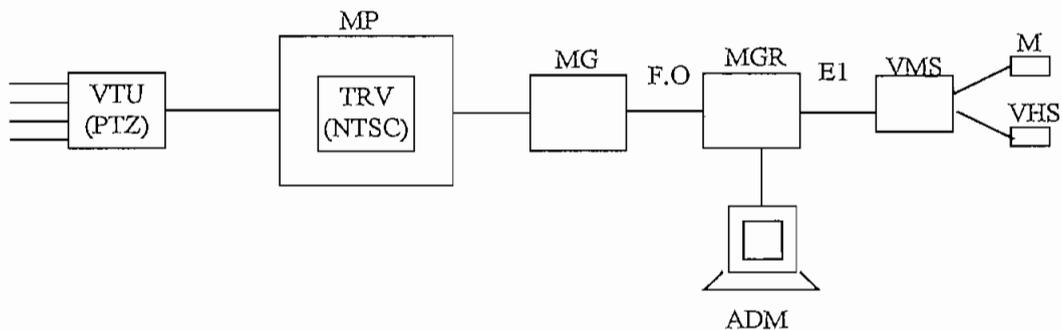 MP
VTU
(PTZ)
TRV
(NTSC)
MG
F.O
MGR
E1
VMS
M
VHS
ADM